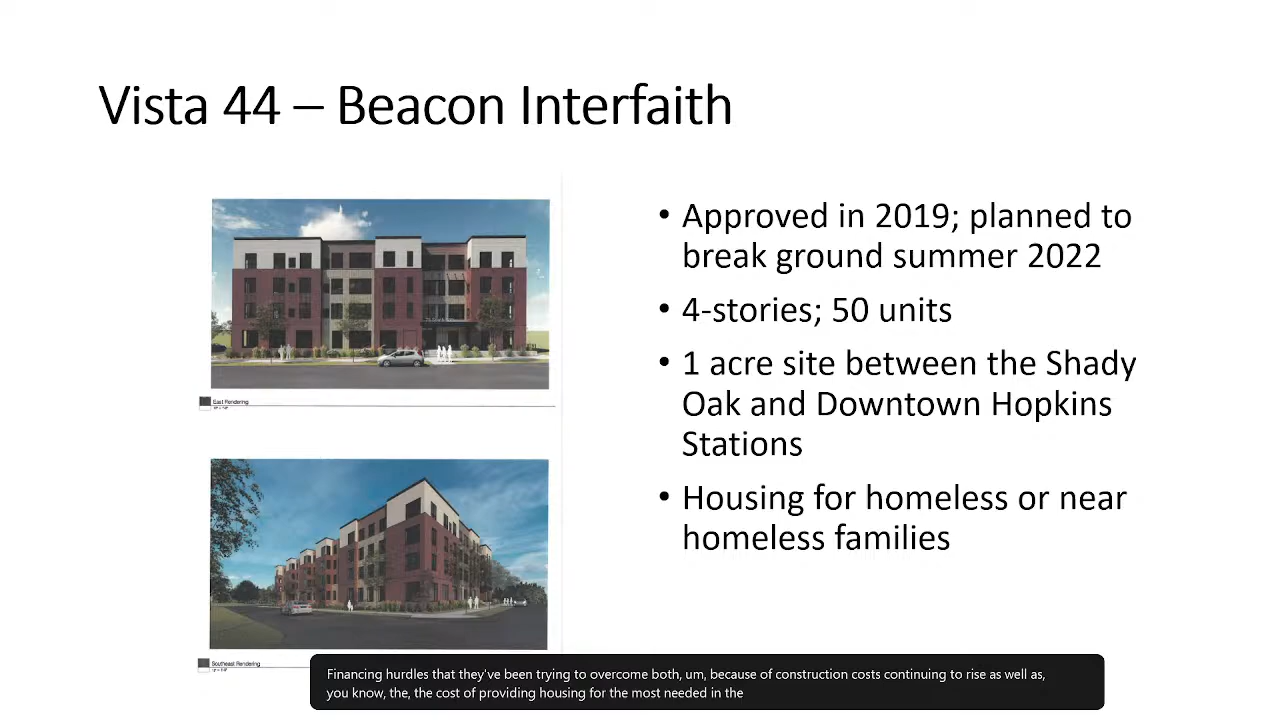 Vista 44 – Beacon Interfaith
• Approved in 2019; planned to
break ground summer 2022
• 4-stories; 50 units
• 1 acre site between the Shady
Oak and Downtown Hopkins
Stations
• Housing for homeless or near
homeless families
East Rendering
Southeast Rendering
Financing hurdles that they've been trying to overcome both, um, because of construction costs continuing to rise as well as,
you know, the, the cost of providing housing for the most needed in the